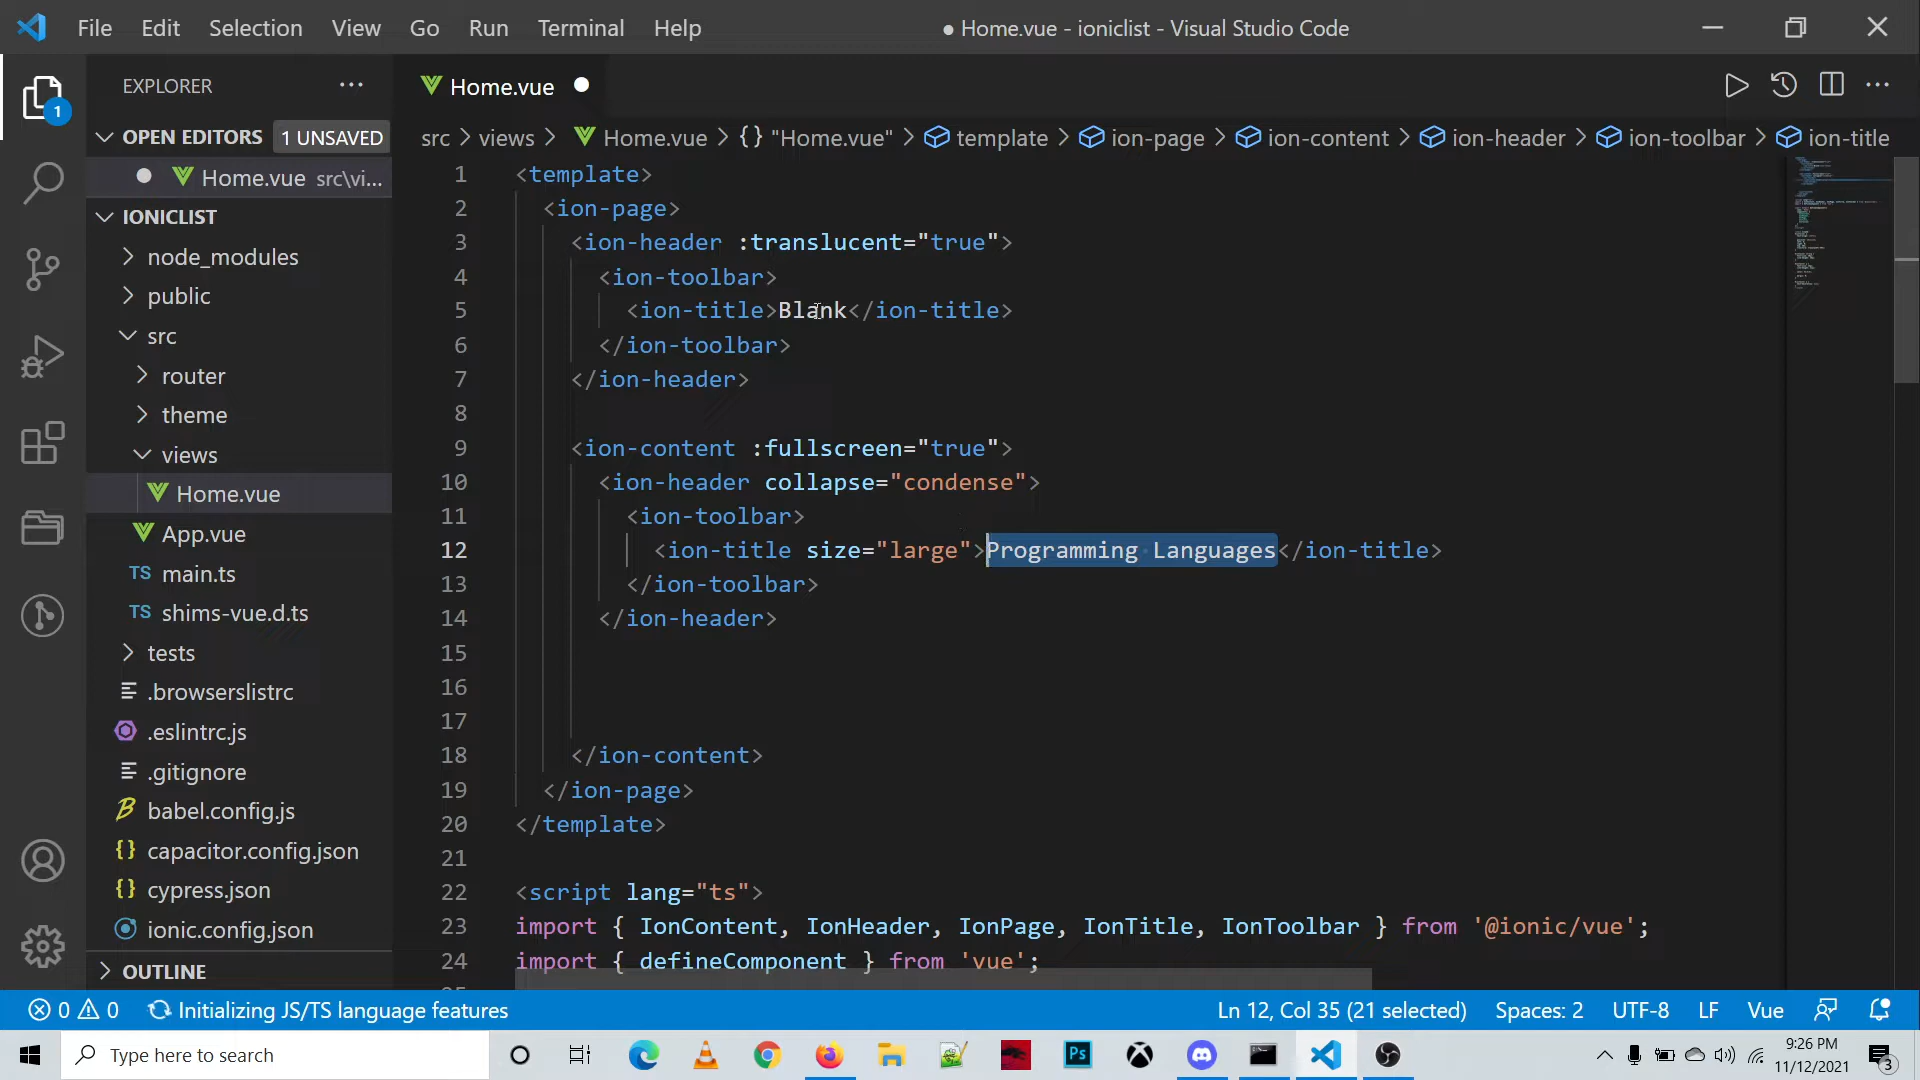 File Edit Selection View Go Run Terminal Help ● Home.vue - ioniclist - Visual Studio Code
EXPLORER ···
Home.vue
1
OPEN EDITORS 1 UNSAVED
src > views > Home.vue > {} "Home.vue" > template > ion-page > ion-content > ion-header > ion-toolbar > ion-title
Home.vue src\vi...
IONICLIST
node_modules
public
src
router
theme
views
Home.vue
App.vue
TS main.ts
TS shims-vue.d.ts
tests
.browserslistrc
.eslintrc.js
.gitignore
babel.config.js
{} capacitor.config.json
{} cypress.json
ionic.config.json
OUTLINE
1 <template>
2 <ion-page>
3 <ion-header :translucent="true">
4 <ion-toolbar>
5 <ion-title>Blank</ion-title>
6 </ion-toolbar>
7 </ion-header>
8
9 <ion-content :fullscreen="true">
10 <ion-header collapse="condense">
11 <ion-toolbar>
12 <ion-title size="large">Programming Languages</ion-title>
13 </ion-toolbar>
14 </ion-header>
15
16
17
18 </ion-content>
19 </ion-page>
20 </template>
21
22 <script lang="ts">
23 import { IonContent, IonHeader, IonPage, IonTitle, IonToolbar } from '@ionic/vue';
24 import { defineComponent } from 'vue';
0 0 Initializing JS/TS language features Ln 12, Col 35 (21 selected) Spaces: 2 UTF-8 LF Vue
Type here to search
Ps
9:26 PM
11/12/2021
3